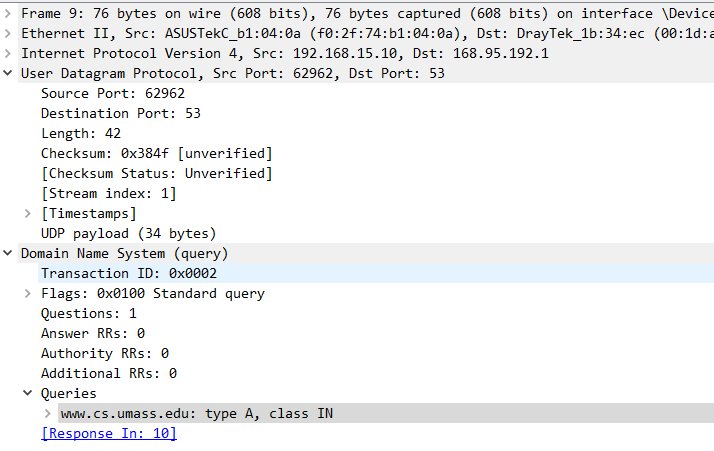 Frame 9: 76 bytes on wire (608 bits), 76 bytes captured (608 bits) on interface \Device
Ethernet II, Src: ASUSTekC_b1:04:0a (f0:2f:74:b1:04:0a), Dst: DrayTek_1b:34:ec (00:1d:a
Internet Protocol Version 4, Src: 192.168.15.10, Dst: 168.95.192.1
User Datagram Protocol, Src Port: 62962, Dst Port: 53
Source Port: 62962
Destination Port: 53
Length: 42
Checksum: 0x384f [unverified]
[Checksum Status: Unverified]
[Stream index: 1]
[Timestamps]
UDP payload (34 bytes)
Domain Name System (query)
Transaction ID: 0x0002
Flags: 0x0100 Standard query
Questions: 1
Answer RRs: 0
Authority RRs: 0
Additional RRs: 0
Queries
www.cs.umass.edu: type A, class IN
[Response In: 10]